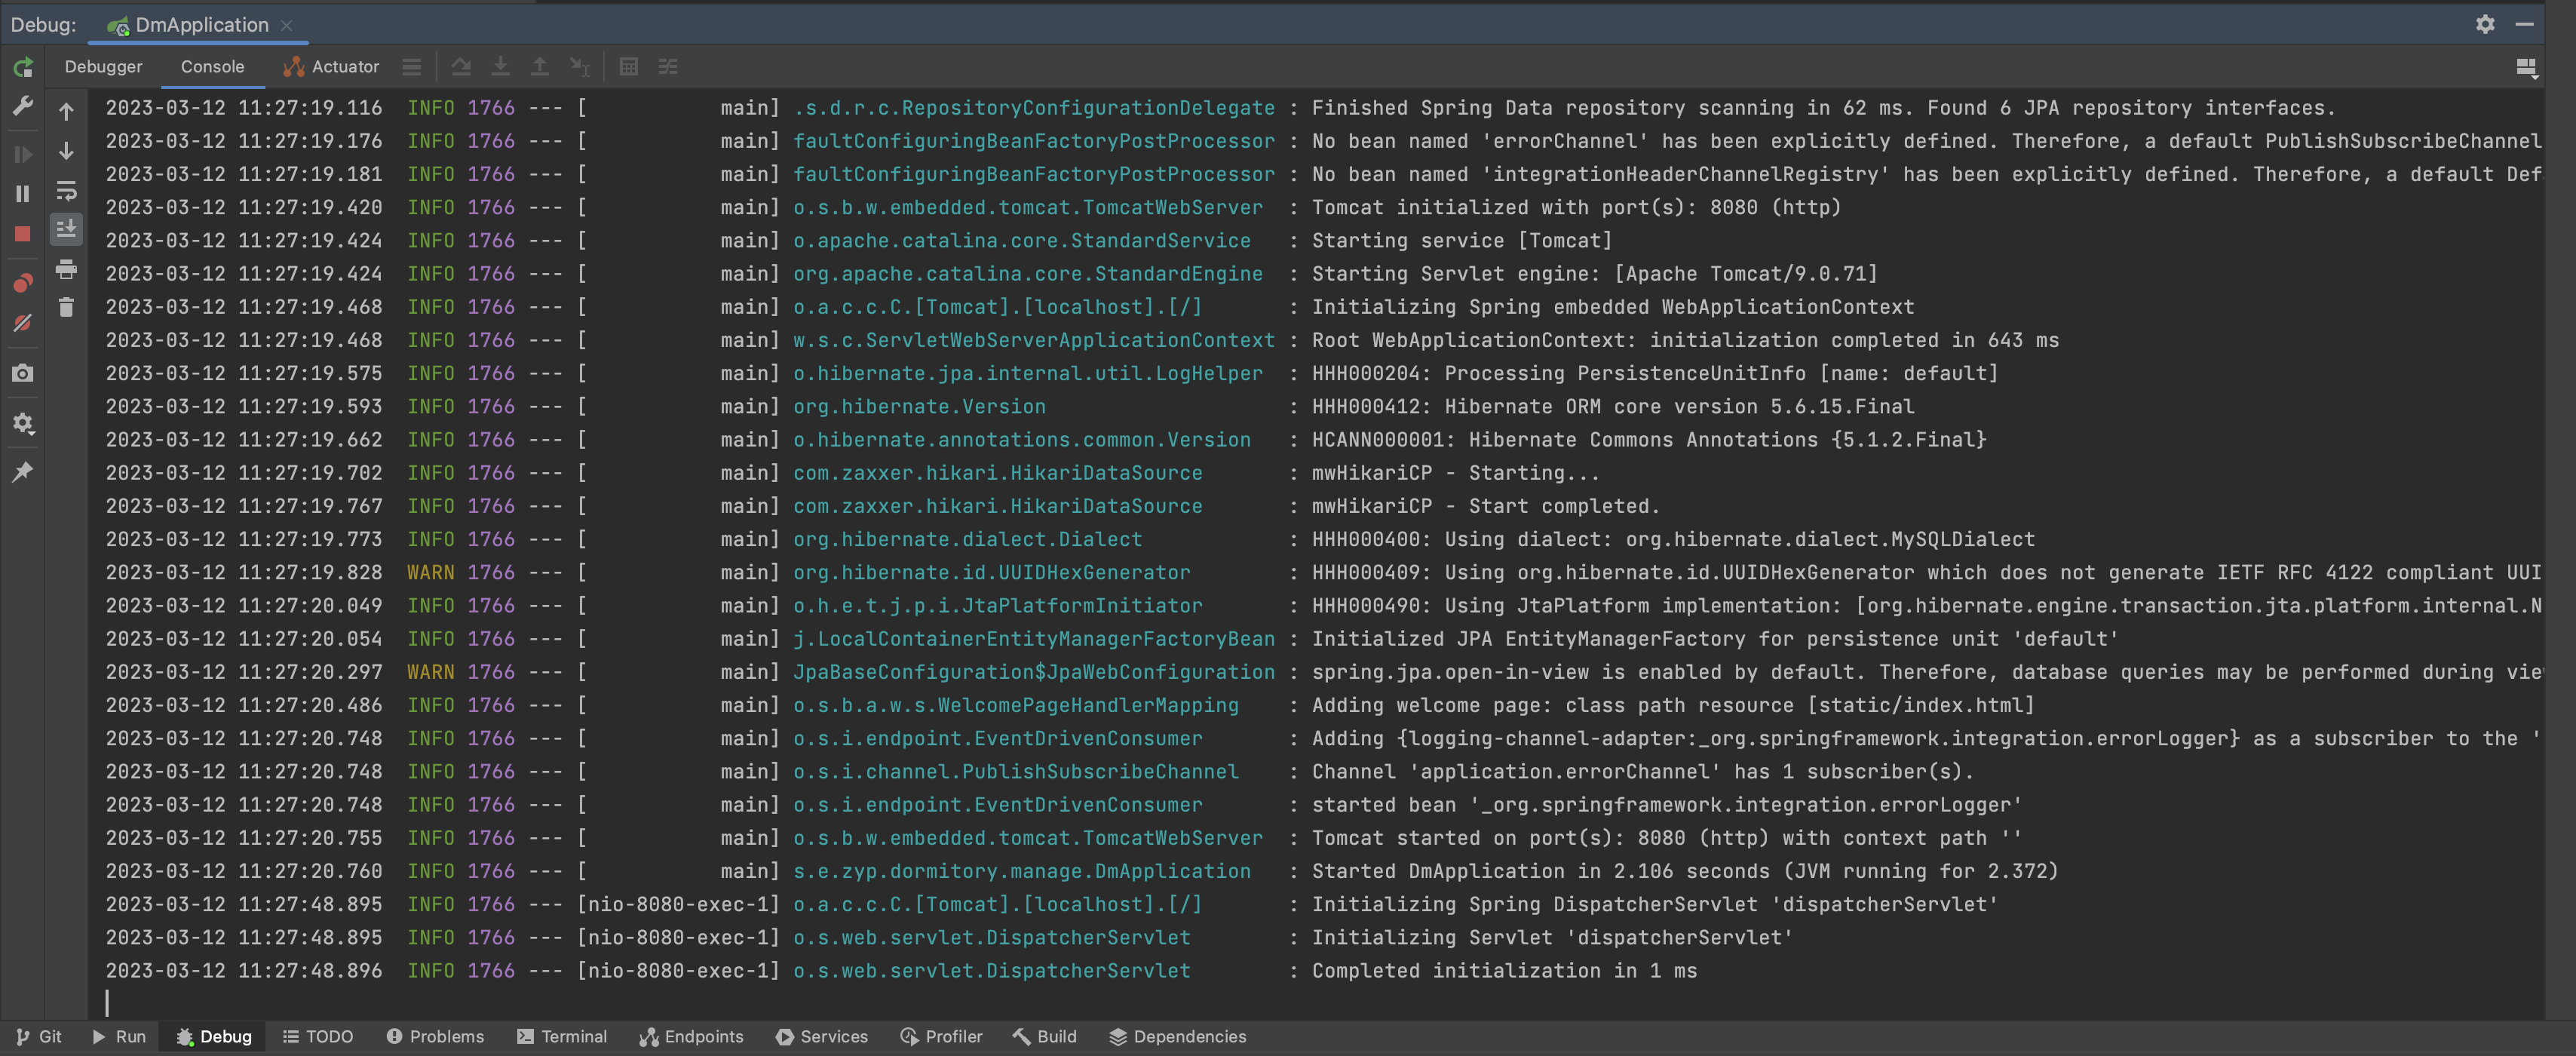 Debug: DmApplication
Debugger Console Actuator
2023-03-12 11:27:19.116 INFO 1766 --- [ main] .s.d.r.c.RepositoryConfigurationDelegate : Finished Spring Data repository scanning in 62 ms. Found 6 JPA repository interfaces.
2023-03-12 11:27:19.176 INFO 1766 --- [ main] faultConfiguringBeanFactoryPostProcessor : No bean named 'errorChannel' has been explicitly defined. Therefore, a default PublishSubscribeChannel
2023-03-12 11:27:19.181 INFO 1766 --- [ main] faultConfiguringBeanFactoryPostProcessor : No bean named 'integrationHeaderChannelRegistry' has been explicitly defined. Therefore, a default Def
2023-03-12 11:27:19.420 INFO 1766 --- [ main] o.s.b.w.embedded.tomcat.TomcatWebServer : Tomcat initialized with port(s): 8080 (http)
2023-03-12 11:27:19.424 INFO 1766 --- [ main] o.apache.catalina.core.StandardService : Starting service [Tomcat]
2023-03-12 11:27:19.424 INFO 1766 --- [ main] org.apache.catalina.core.StandardEngine : Starting Servlet engine: [Apache Tomcat/9.0.71]
2023-03-12 11:27:19.468 INFO 1766 --- [ main] o.a.c.c.C.[Tomcat].[localhost].[/] : Initializing Spring embedded WebApplicationContext
2023-03-12 11:27:19.468 INFO 1766 --- [ main] w.s.c.ServletWebServerApplicationContext : Root WebApplicationContext: initialization completed in 643 ms
2023-03-12 11:27:19.575 INFO 1766 --- [ main] o.hibernate.jpa.internal.util.LogHelper : HHH000204: Processing PersistenceUnitInfo [name: default]
2023-03-12 11:27:19.593 INFO 1766 --- [ main] org.hibernate.Version : HHH000412: Hibernate ORM core version 5.6.15.Final
2023-03-12 11:27:19.662 INFO 1766 --- [ main] o.hibernate.annotations.common.Version : HCANN000001: Hibernate Commons Annotations {5.1.2.Final}
2023-03-12 11:27:19.702 INFO 1766 --- [ main] com.zaxxer.hikari.HikariDataSource : mwHikariCP - Starting...
2023-03-12 11:27:19.767 INFO 1766 --- [ main] com.zaxxer.hikari.HikariDataSource : mwHikariCP - Start completed.
2023-03-12 11:27:19.773 INFO 1766 --- [ main] org.hibernate.dialect.Dialect : HHH000400: Using dialect: org.hibernate.dialect.MySQLDialect
2023-03-12 11:27:19.828 WARN 1766 --- [ main] org.hibernate.id.UUIDHexGenerator : HHH000409: Using org.hibernate.id.UUIDHexGenerator which does not generate IETF RFC 4122 compliant UUI
2023-03-12 11:27:20.049 INFO 1766 --- [ main] o.h.e.t.j.p.i.JtaPlatformInitiator : HHH000490: Using JtaPlatform implementation: [org.hibernate.engine.transaction.jta.platform.internal.N
2023-03-12 11:27:20.054 INFO 1766 --- [ main] j.LocalContainerEntityManagerFactoryBean : Initialized JPA EntityManagerFactory for persistence unit 'default'
2023-03-12 11:27:20.297 WARN 1766 --- [ main] JpaBaseConfiguration$JpaWebConfiguration : spring.jpa.open-in-view is enabled by default. Therefore, database queries may be performed during vie
2023-03-12 11:27:20.486 INFO 1766 --- [ main] o.s.b.a.w.s.WelcomePageHandlerMapping : Adding welcome page: class path resource [static/index.html]
2023-03-12 11:27:20.748 INFO 1766 --- [ main] o.s.i.endpoint.EventDrivenConsumer : Adding {logging-channel-adapter:_org.springframework.integration.errorLogger} as a subscriber to the '
2023-03-12 11:27:20.748 INFO 1766 --- [ main] o.s.i.channel.PublishSubscribeChannel : Channel 'application.errorChannel' has 1 subscriber(s).
2023-03-12 11:27:20.748 INFO 1766 --- [ main] o.s.i.endpoint.EventDrivenConsumer : started bean '_org.springframework.integration.errorLogger'
2023-03-12 11:27:20.755 INFO 1766 --- [ main] o.s.b.w.embedded.tomcat.TomcatWebServer : Tomcat started on port(s): 8080 (http) with context path ''
2023-03-12 11:27:20.760 INFO 1766 --- [ main] s.e.zyp.dormitory.manage.DmApplication : Started DmApplication in 2.106 seconds (JVM running for 2.372)
2023-03-12 11:27:48.895 INFO 1766 --- [nio-8080-exec-1] o.a.c.c.C.[Tomcat].[localhost].[/] : Initializing Spring DispatcherServlet 'dispatcherServlet'
2023-03-12 11:27:48.895 INFO 1766 --- [nio-8080-exec-1] o.s.web.servlet.DispatcherServlet : Initializing Servlet 'dispatcherServlet'
2023-03-12 11:27:48.896 INFO 1766 --- [nio-8080-exec-1] o.s.web.servlet.DispatcherServlet : Completed initialization in 1 ms
Git Run Debug TODO Problems Terminal Endpoints Services Profiler Build Dependencies